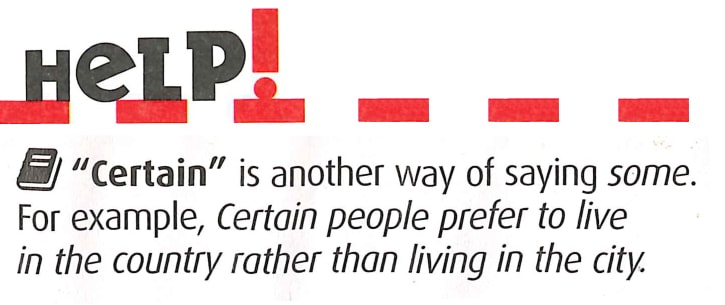 HeLP!
"Certain" is another way of saying some.
For example, Certain people prefer to live
in the country rather than living in the city.